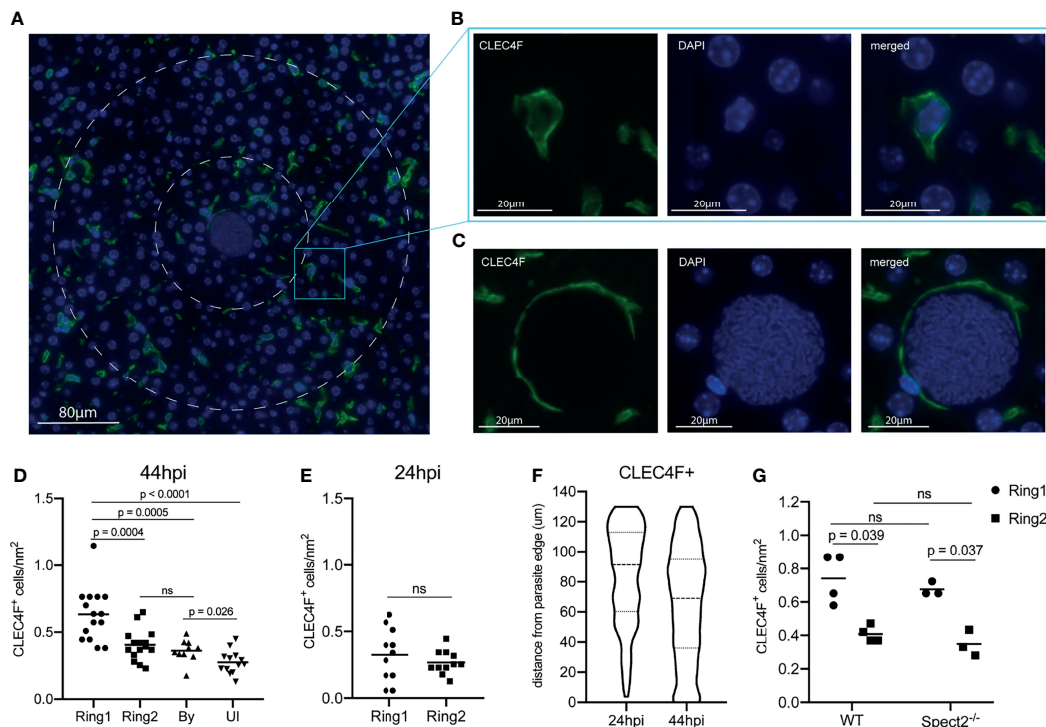 A
80µm
B
CLEC4F
DAPI
merged
20µm
20µm
20µm
C
CLEC4F
DAPI
merged
20µm
20µm
20µm
D
44hpi
CLEC4F⁺ cells/nm²
1.5
1.0
0.5
0.0
p < 0.0001
p = 0.0005
p = 0.0004
ns
p = 0.026
Ring1 Ring2 By UI
E
24hpi
CLEC4F⁺ cells/nm²
1.5
1.0
0.5
0.0
ns
Ring1 Ring2
F
CLEC4F+
distance from parasite edge (um)
140
120
100
80
60
40
20
0
24hpi 44hpi
G
CLEC4F⁺ cells/nm²
1.2
1.0
0.8
0.6
0.4
0.2
0.0
ns
ns
p = 0.039
p = 0.037
WT Spect2⁻/⁻
Ring1
Ring2